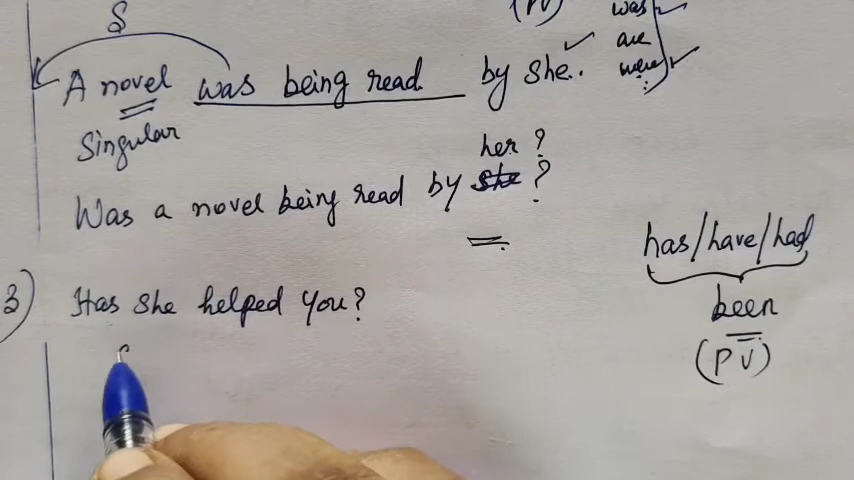 S
(PV)
was
are
were
A novel was being read by she.
Singular
her ?
Was a novel being read by she ?
has/have/had
been
(PV)
3) Has she helped you?